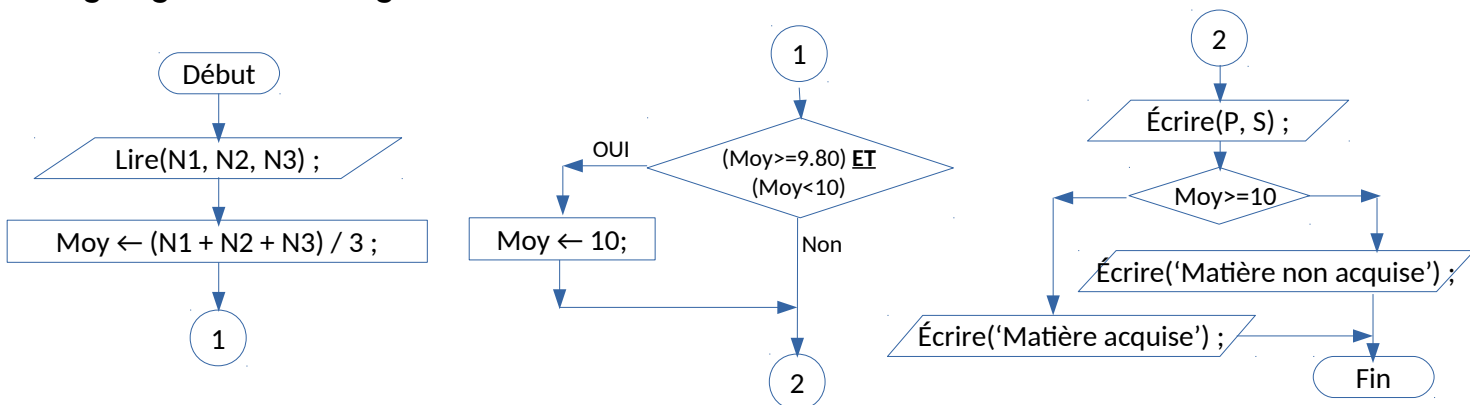 Début
Lire(N1, N2, N3) ;
Moy ← (N1 + N2 + N3) / 3 ;
1
1
(Moy>=9.80) ET
(Moy<10)
OUI
Moy ← 10;
Non
2
2
Écrire(P, S) ;
Moy>=10
Écrire(‘Matière non acquise’) ;
Écrire(‘Matière acquise’) ;
Fin